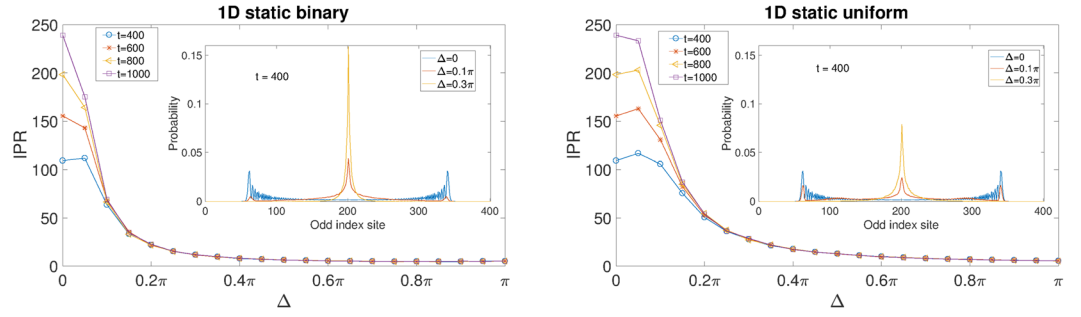 1D static binary
250
200
150
100
50
0
IPR
t=400
t=600
t=800
t=1000
0.15
0.1
0.05
0
Probability
t = 400
Δ=0
Δ=0.1π
Δ=0.3π
0 100 200 300 400
Odd index site
0 0.2π 0.4π 0.6π 0.8π π
Δ
1D static uniform
250
200
150
100
50
0
IPR
t=400
t=600
t=800
t=1000
0.15
0.1
0.05
0
Probability
t = 400
Δ=0
Δ=0.1π
Δ=0.3π
0 100 200 300 400
Odd index site
0 0.2π 0.4π 0.6π 0.8π π
Δ